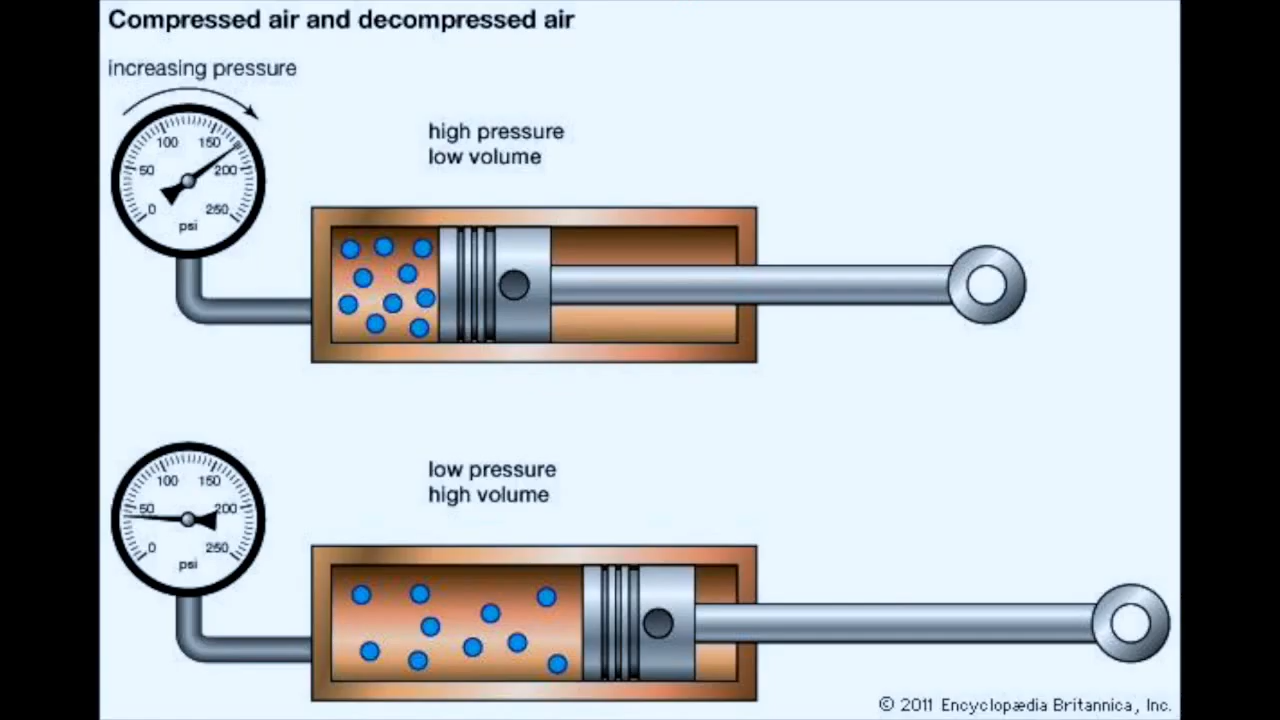 Compressed air and decompressed air
increasing pressure
high pressure
low volume
100 150
50 200
0 250
psi
low pressure
high volume
100 150
50 200
0 250
psi
© 2011 Encyclopædia Britannica, Inc.